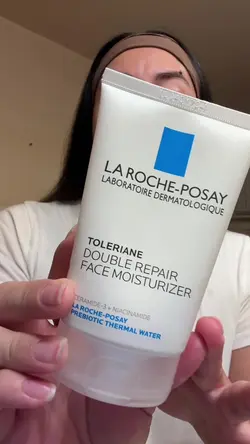 LA ROCHE-POSAY
LABORATOIRE DERMATOLOGIQUE
TOLERIANE
DOUBLE REPAIR
FACE MOISTURIZER
CERAMIDE-3 + NIACINAMIDE
LA ROCHE-POSAY
PREBIOTIC THERMAL WATER